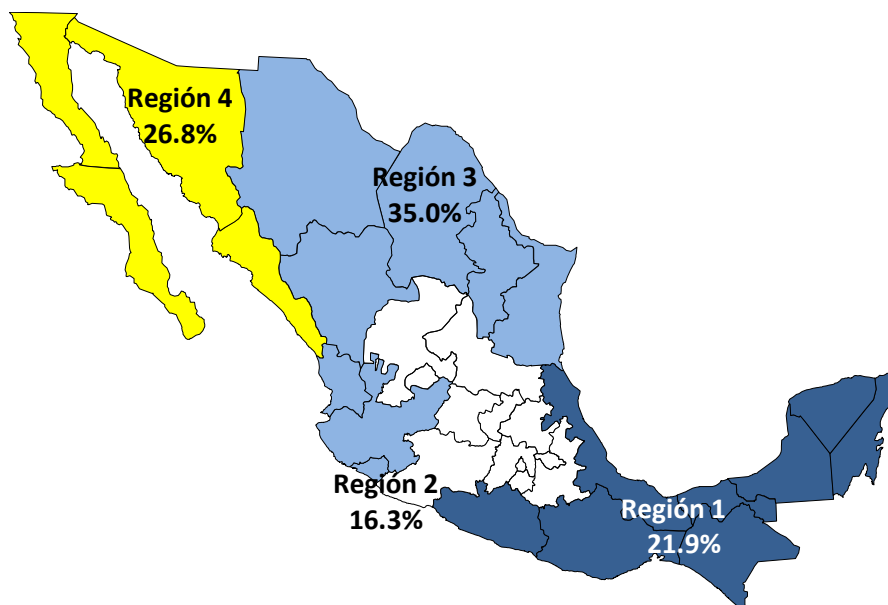 Región 4
26.8%
Región 3
35.0%
Región 2
16.3%
Región 1
21.9%